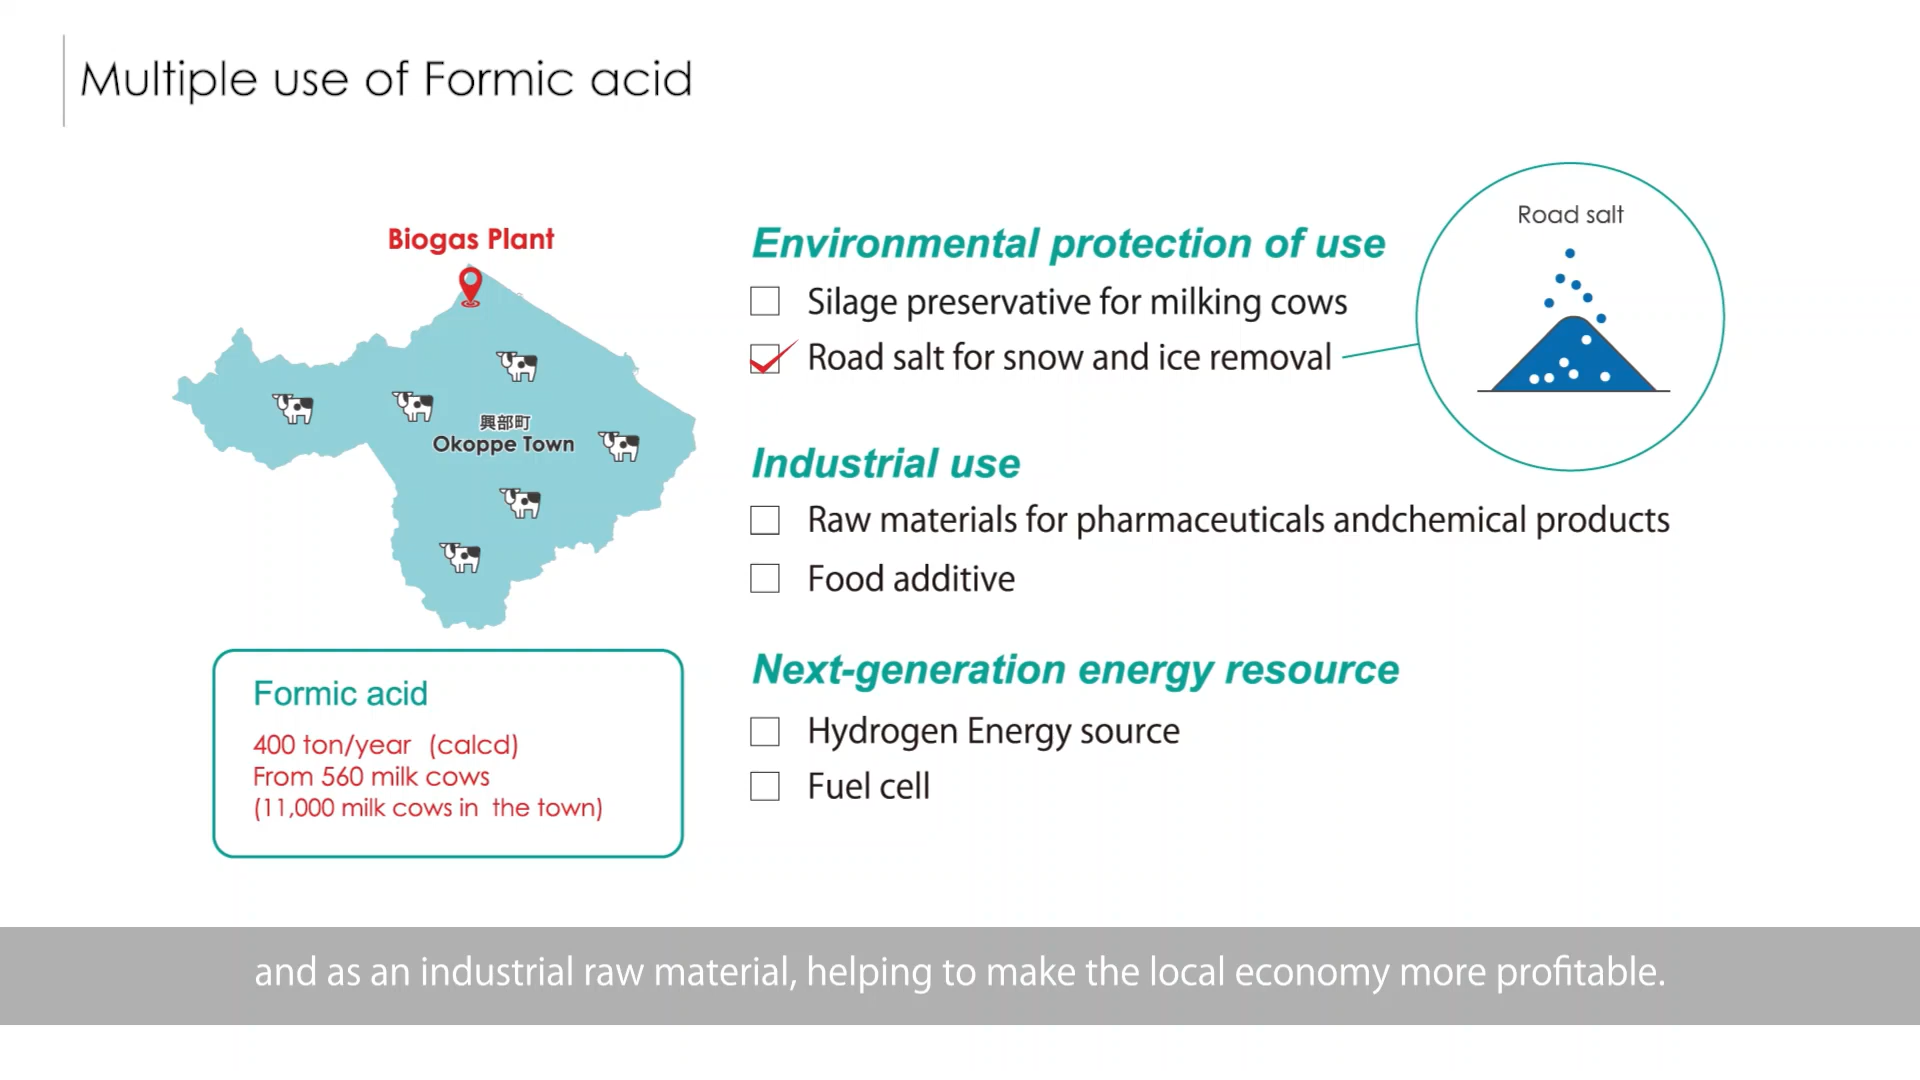 Multiple use of Formic acid
Biogas Plant
興部町
Okoppe Town
Formic acid
400 ton/year (calcd)
From 560 milk cows
(11,000 milk cows in the town)
Environmental protection of use
Silage preservative for milking cows
Road salt for snow and ice removal
Road salt
Industrial use
Raw materials for pharmaceuticals andchemical products
Food additive
Next-generation energy resource
Hydrogen Energy source
Fuel cell
and as an industrial raw material, helping to make the local economy more profitable.